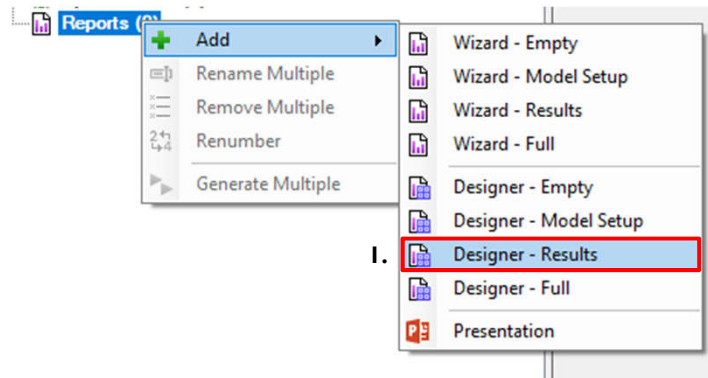 Reports (0)
Add
Rename Multiple
Remove Multiple
Renumber
Generate Multiple
Wizard - Empty
Wizard - Model Setup
Wizard - Results
Wizard - Full
Designer - Empty
Designer - Model Setup
1. Designer - Results
Designer - Full
Presentation